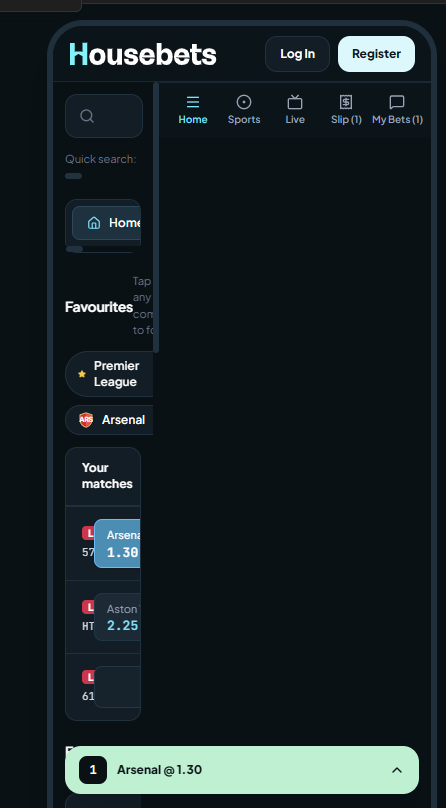 Housebets
Log In
Register
Home
Sports
Live
Slip (1)
My Bets (1)
Quick search:
Home
Favourites
Tap
any
to
Premier
League
ARS
Arsenal
Your
matches
L
57
Arsena
1.30
L
HT
Aston
2.25
L
61
1
Arsenal @ 1.30